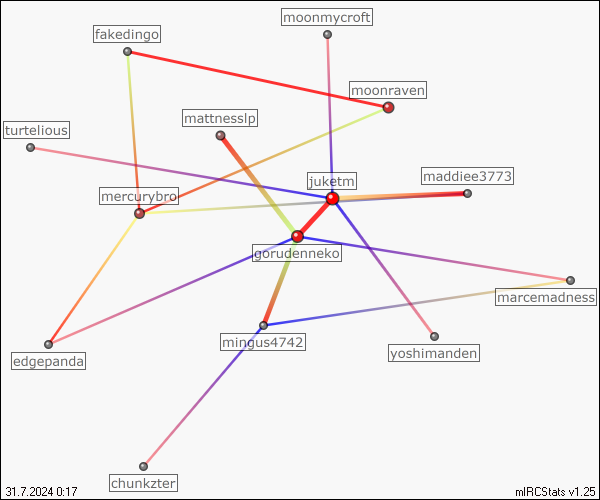 moonmycroft
fakedingo
moonraven
mattnesslp
turtelious
juketm
maddiee3773
mercurybro
gorudenneko
marcemadness
mingus4742
yoshimanden
edgepanda
chunkzter
31.7.2024 0:17
mIRCStats v1.25